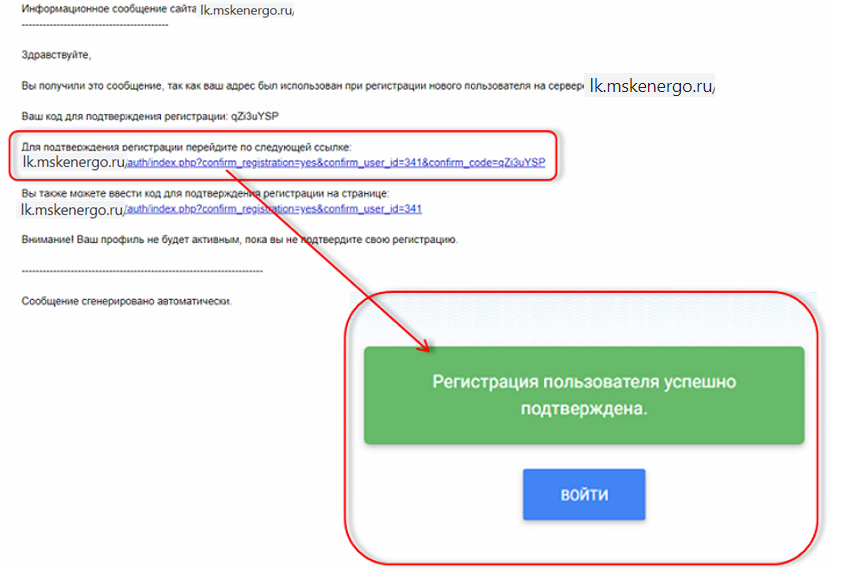 Информационное сообщение сайта lk.mskenergo.ru/
------------------------------------------
Здравствуйте,
Вы получили это сообщение, так как ваш адрес был использован при регистрации нового пользователя на сервере lk.mskenergo.ru/
Ваш код для подтверждения регистрации: qZi3uYSP
Для подтверждения регистрации перейдите по следующей ссылке:
lk.mskenergo.ru/auth/index.php?confirm_registration=yes&confirm_user_id=341&confirm_code=qZi3uYSP
Вы также можете ввести код для подтверждения регистрации на странице:
lk.mskenergo.ru/auth/index.php?confirm_registration=yes&confirm_user_id=341
Внимание! Ваш профиль не будет активным, пока вы не подтвердите свою регистрацию.
---------------------------------------------------------------------
Сообщение сгенерировано автоматически.
Регистрация пользователя успешно
подтверждена.
ВОЙТИ